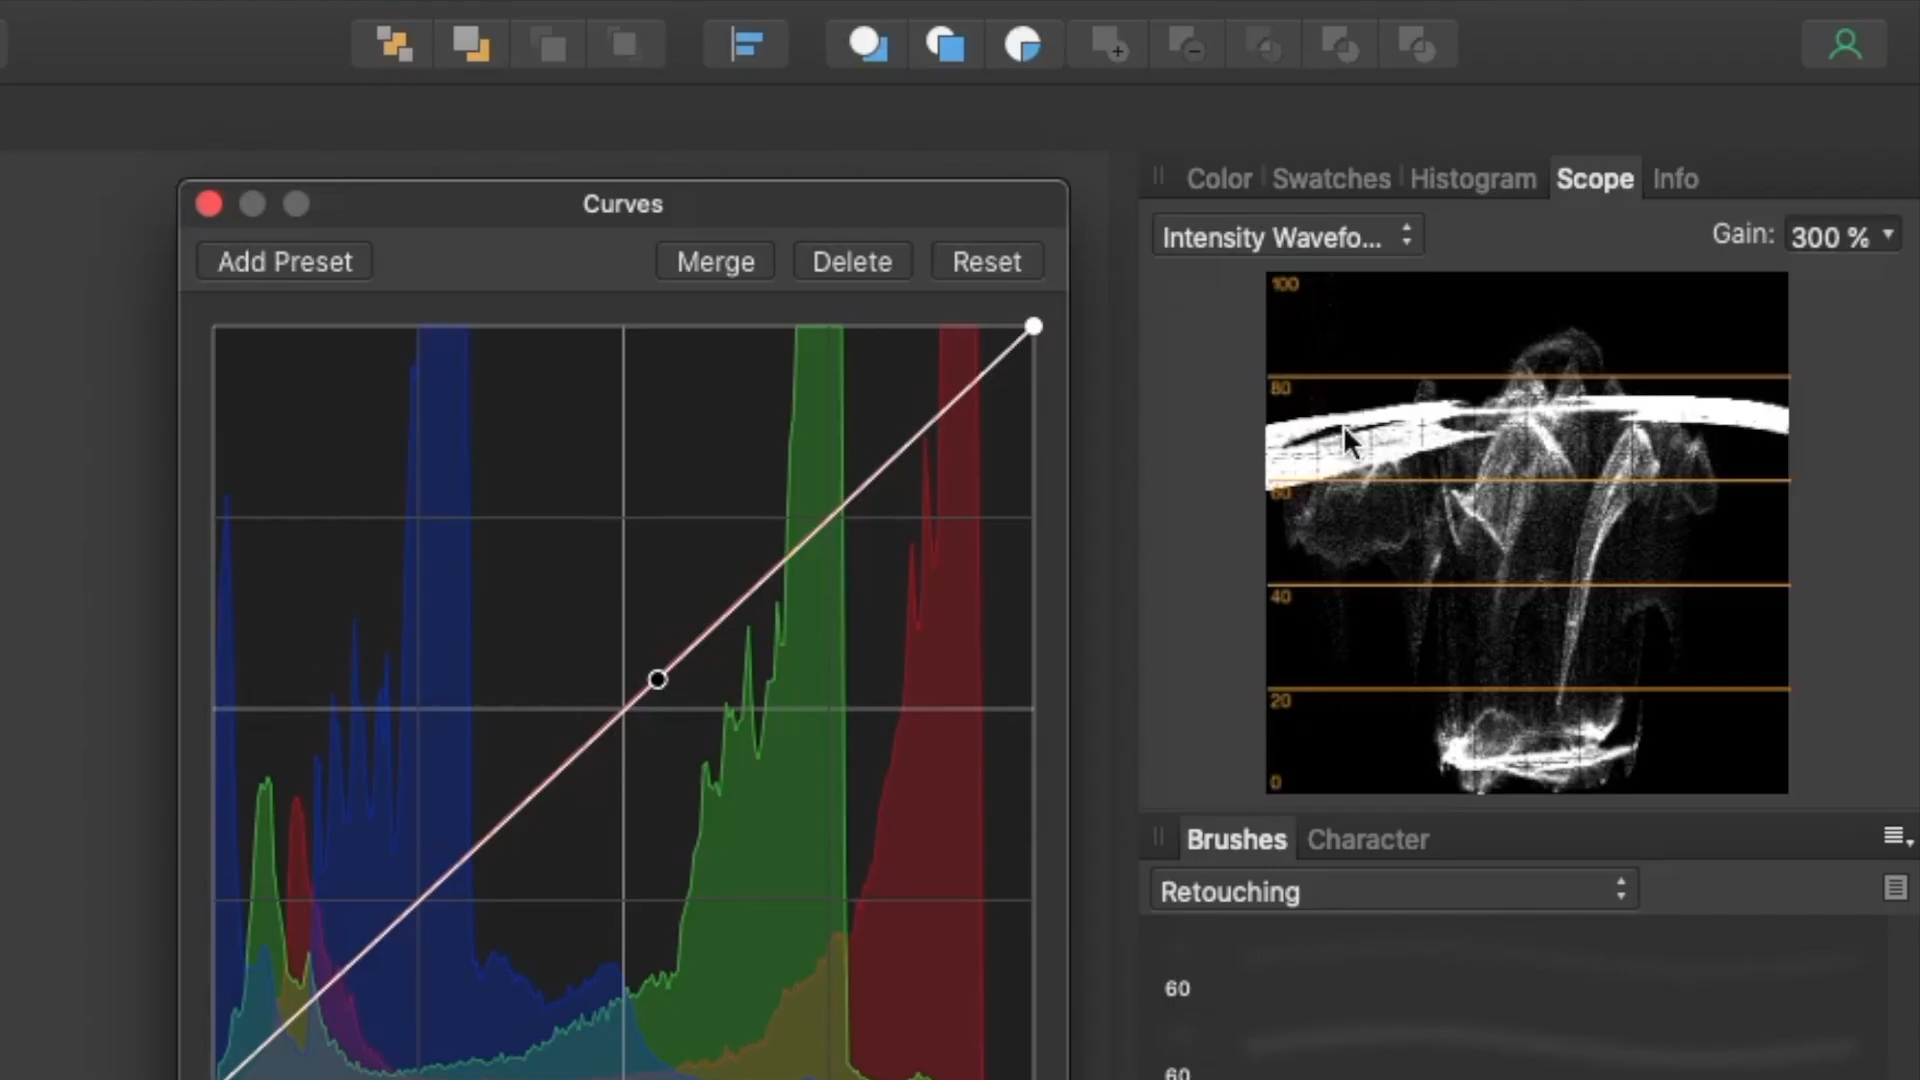 Color Swatches Histogram Scope Info
Curves
Intensity Wavefo... Gain: 300 %
Add Preset Merge Delete Reset
100
80
60
40
20
0
Brushes Character
Retouching
60
60